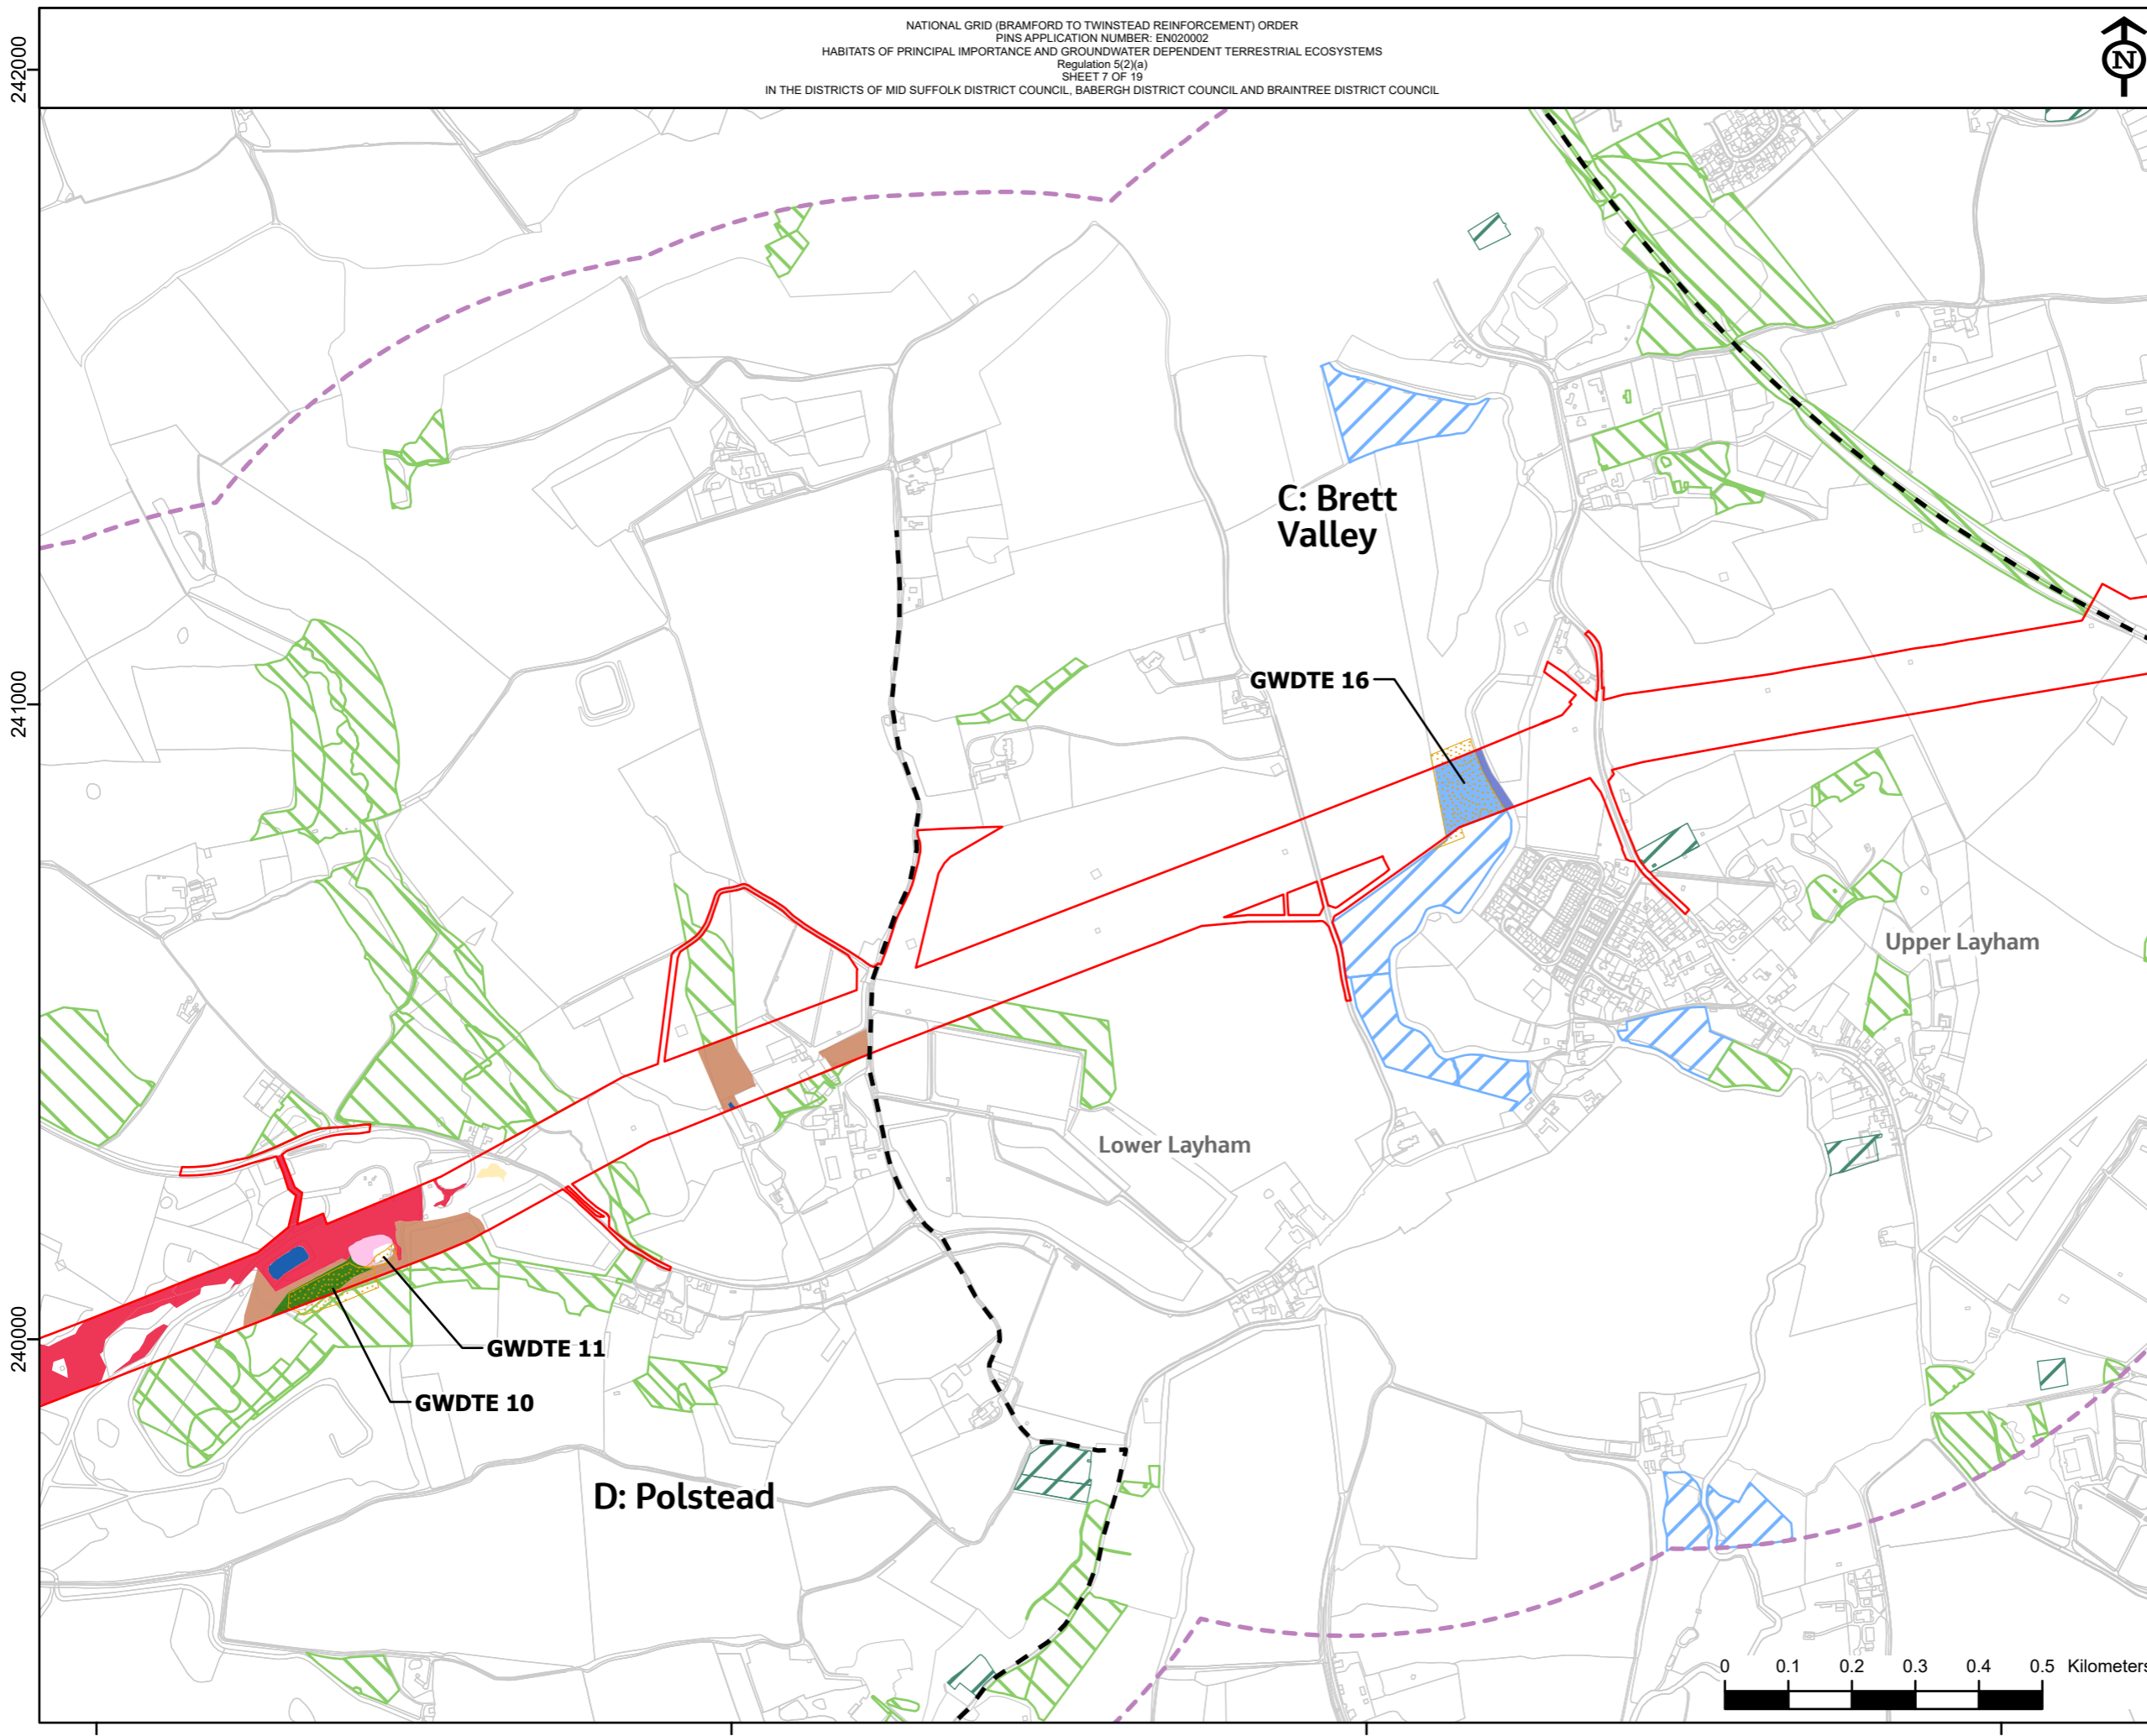 NATIONAL GRID (BRAMFORD TO TWINSTEAD REINFORCEMENT) ORDER
PINS APPLICATION NUMBER: EN020002
HABITATS OF PRINCIPAL IMPORTANCE AND GROUNDWATER DEPENDENT TERRESTRIAL ECOSYSTEMS
Regulation 5(2)(a)
SHEET 7 OF 19
IN THE DISTRICTS OF MID SUFFOLK DISTRICT COUNCIL, BABERGH DISTRICT COUNCIL AND BRAINTREE DISTRICT COUNCIL
N
242000
C: Brett
Valley
GWDTE 16
241000
Upper Layham
Lower Layham
240000
GWDTE 11
GWDTE 10
D: Polstead
0 0.1 0.2 0.3 0.4 0.5 Kilometers